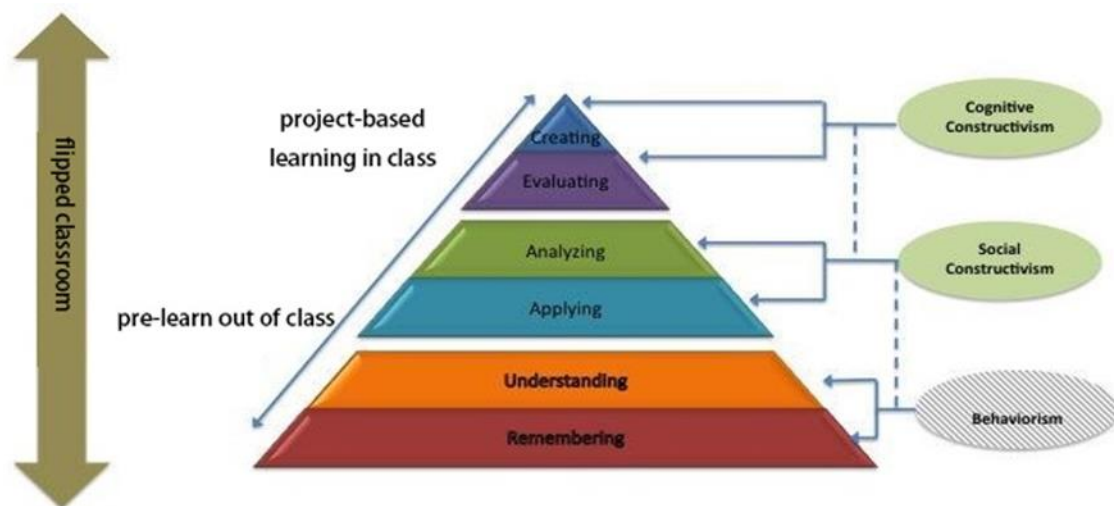 flipped classroom
project-based
learning in class
pre-learn out of class
Creating
Evaluating
Analyzing
Applying
Understanding
Remembering
Cognitive
Constructivism
Social
Constructivism
Behaviorism